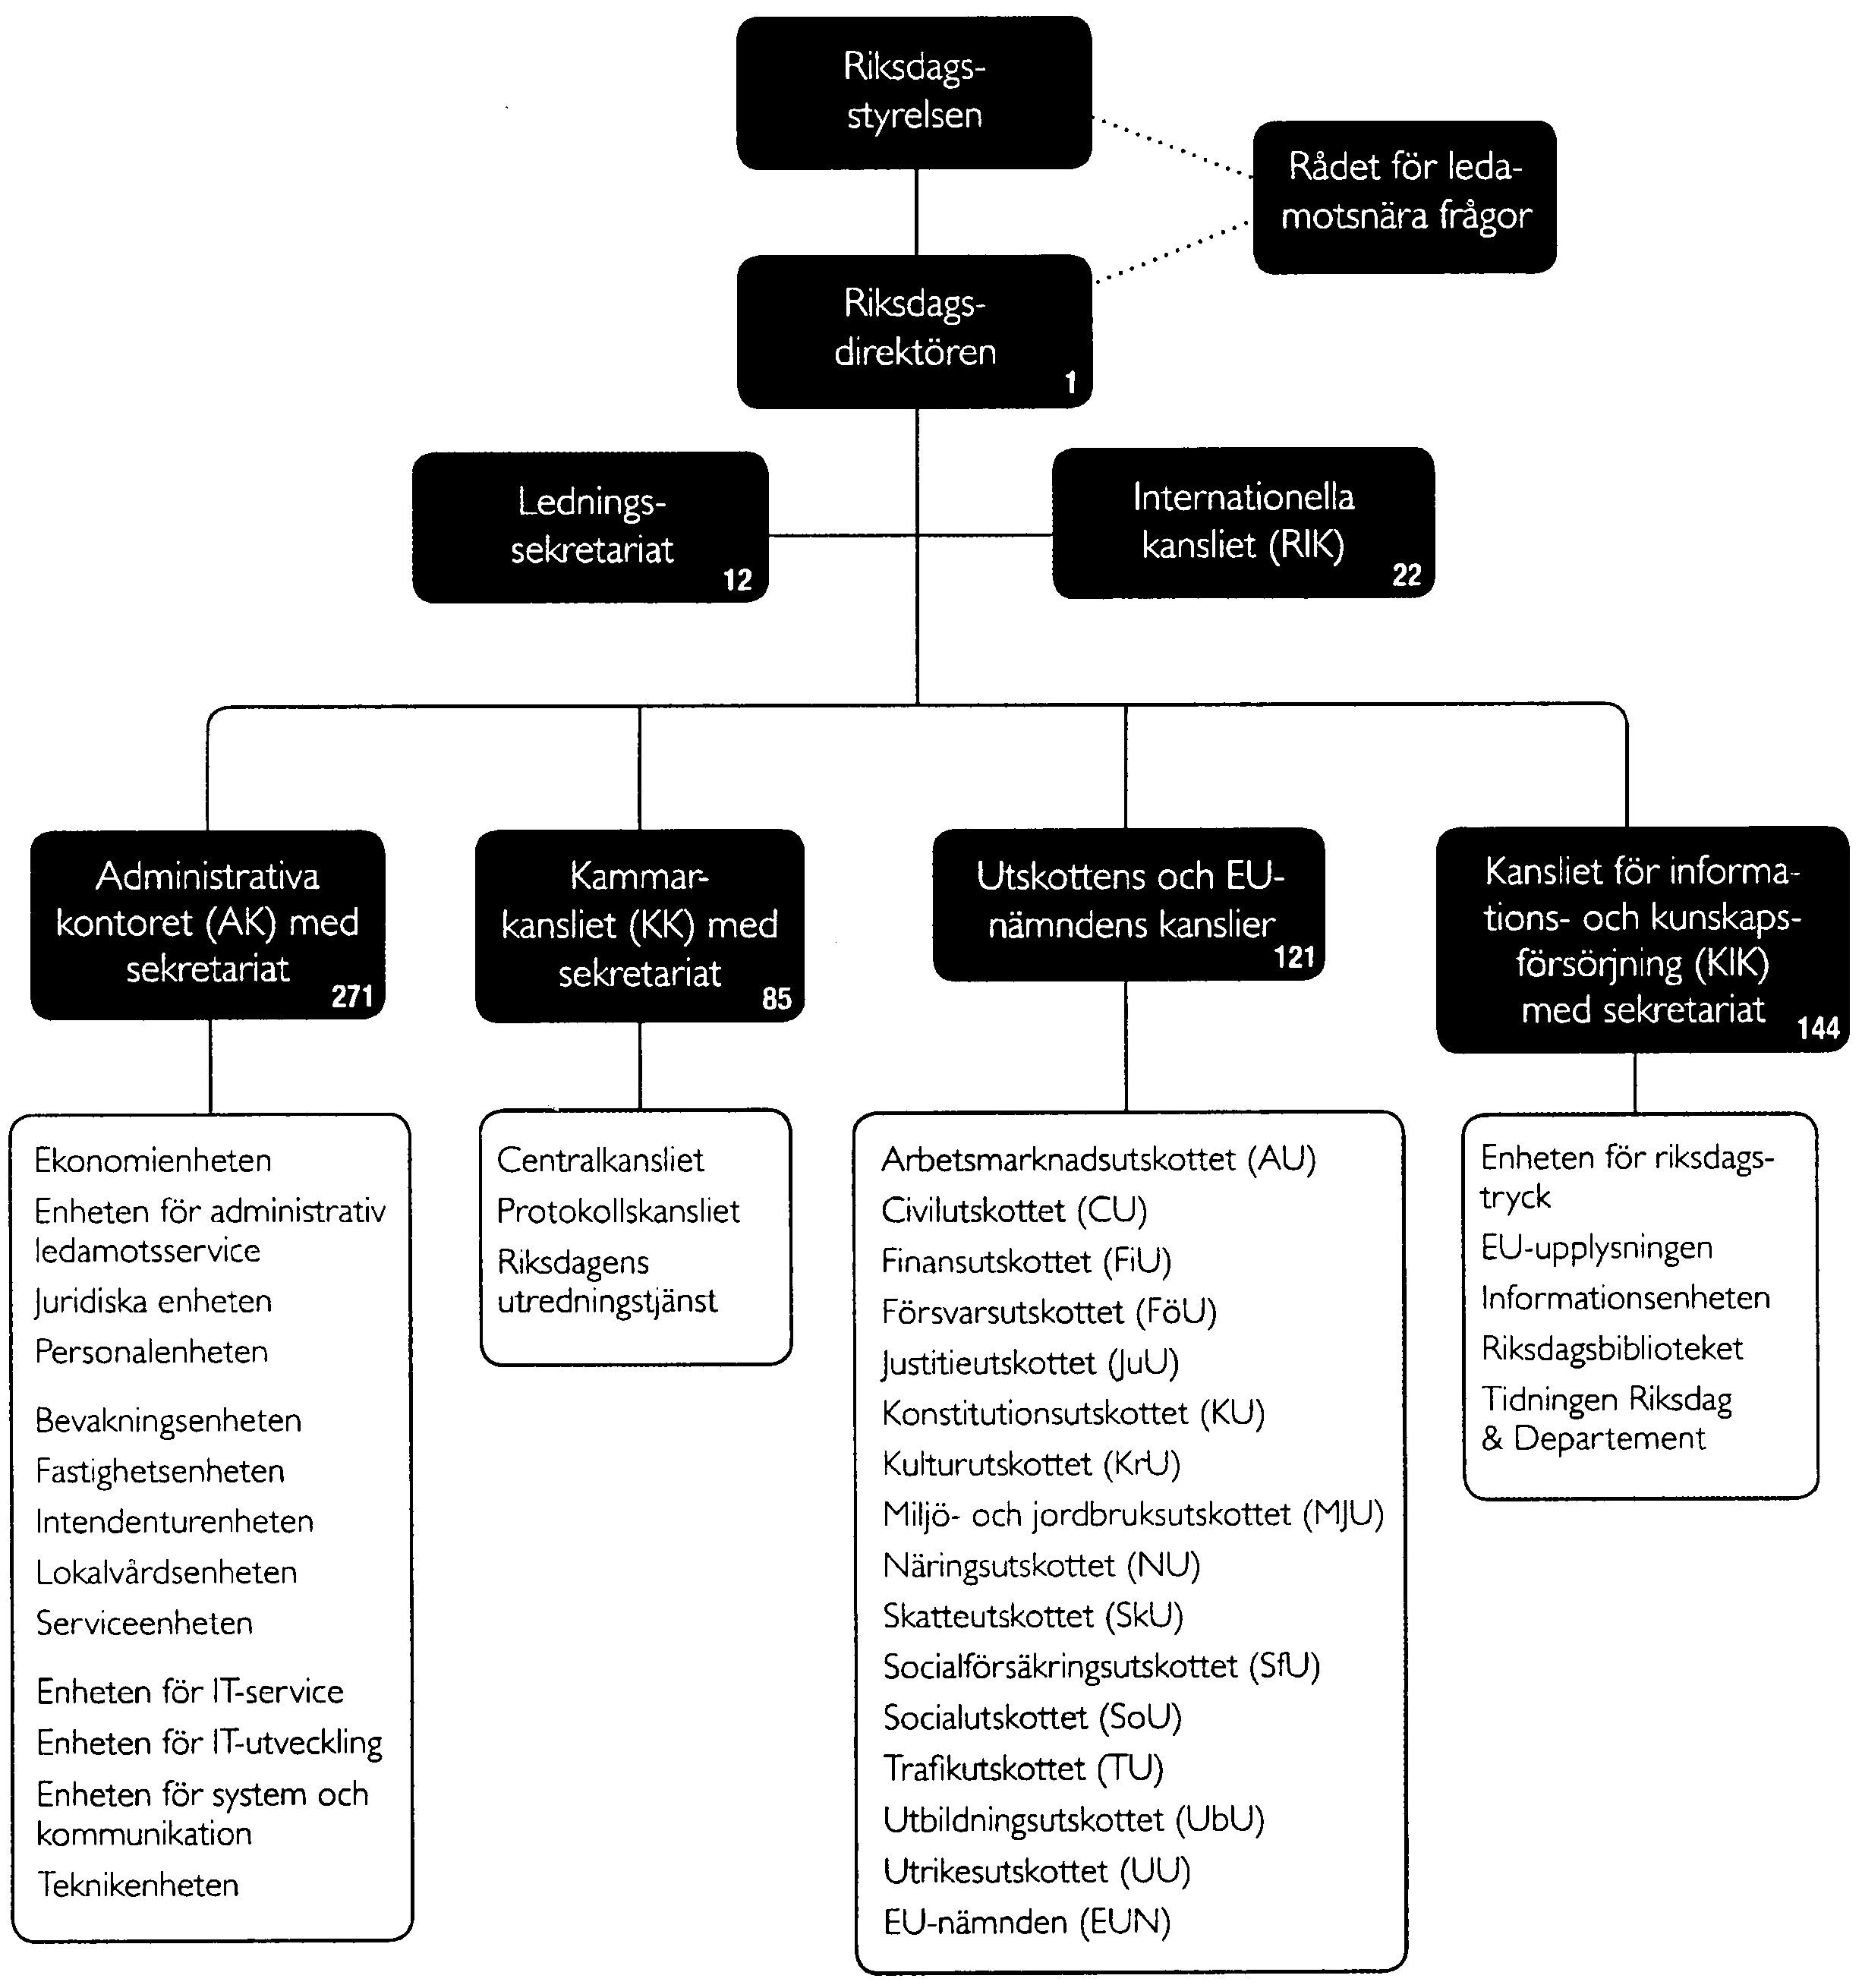 Riksdags-
styrelsen
Rådet för leda-
motsnära frågor
Riksdags-
direktören
1
Lednings-
sekretariat
12
Internationella
kansliet (RIK)
22
Administrativa
kontoret (AK) med
sekretariat
271
Kammar-
kansliet (KK) med
sekretariat
85
Utskottens och EU-
nämndens kanslier
121
Kansliet för informa-
tions- och kunskaps-
försörjning (KIK)
med sekretariat
144
Ekonomienheten
Enheten för administrativ
ledamotsservice
Juridiska enheten
Personalenheten
Bevakningsenheten
Fastighetsenheten
Intendenturenheten
Lokalvårdsenheten
Serviceenheten
Enheten för IT-service
Enheten för IT-utveckling
Enheten för system och
kommunikation
Teknikenheten
Centralkansliet
Protokollskansliet
Riksdagens
utredningstjänst
Arbetsmarknadsutskottet (AU)
Civilutskottet (CU)
Finansutskottet (FiU)
Försvarsutskottet (FöU)
Justitieutskottet (JuU)
Konstitutionsutskottet (KU)
Kulturutskottet (KrU)
Miljö- och jordbruksutskottet (MJU)
Näringsutskottet (NU)
Skatteutskottet (SkU)
Socialförsäkringsutskottet (SfU)
Socialutskottet (SoU)
Trafikutskottet (TU)
Utbildningsutskottet (UbU)
Utrikesutskottet (UU)
EU-nämnden (EUN)
Enheten för riksdags-
tryck
EU-upplysningen
Informationsenheten
Riksdagsbiblioteket
Tidningen Riksdag
& Departement